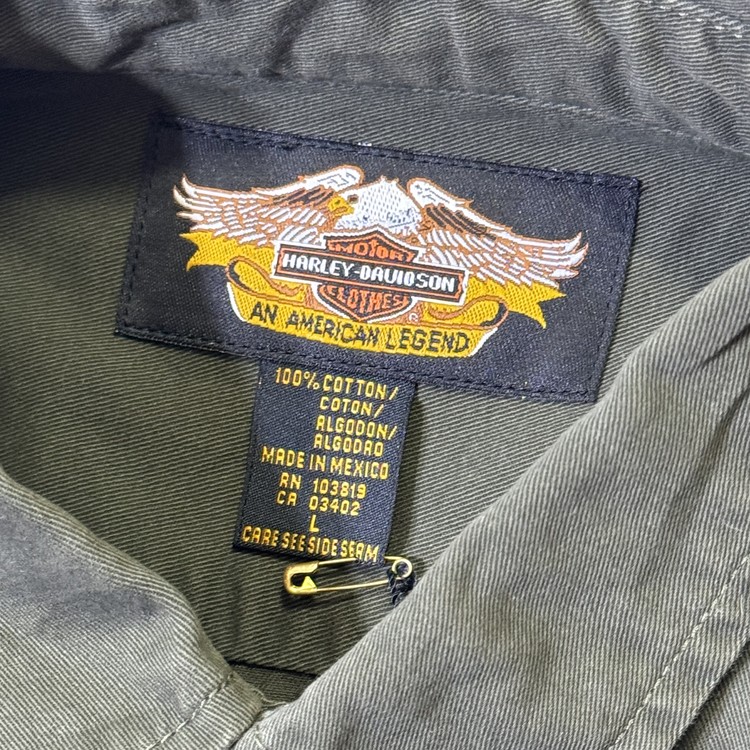 MOTOR
HARLEY-DAVIDSON
CLOTHES
AN AMERICAN LEGEND
100% COTTON/
COTON/
ALGODON/
ALGODAO
MADE IN MEXICO
RN 103819
CA 03402
L
CARE SEE SIDE SEAM